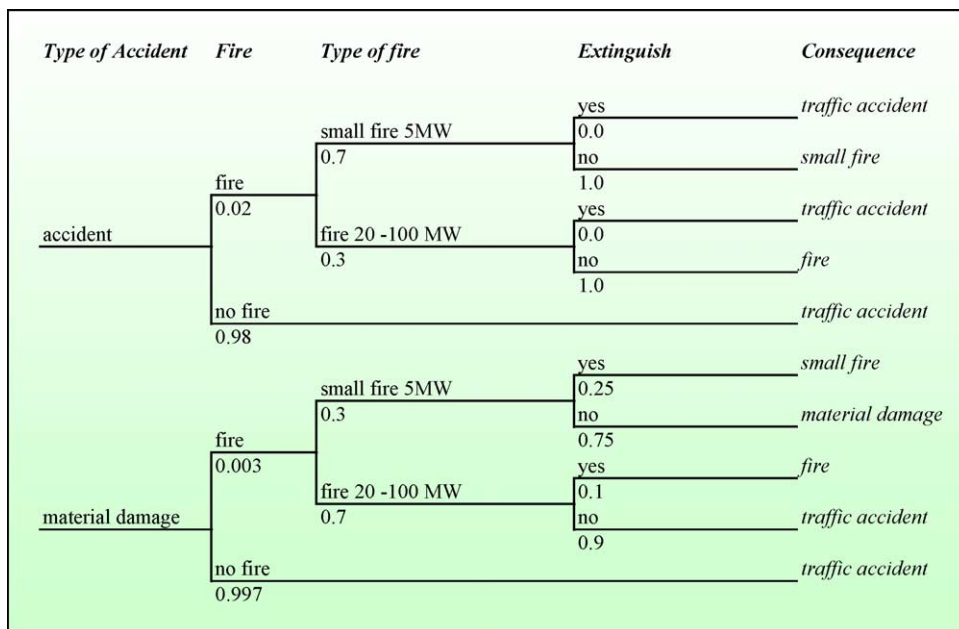 Type of Accident Fire Type of fire Extinguish Consequence
yes traffic accident
small fire 5MW 0.0
0.7 no small fire
fire 1.0
0.02 yes traffic accident
accident fire 20 -100 MW 0.0
0.3 no fire
1.0
no fire traffic accident
0.98
yes small fire
small fire 5MW 0.25
0.3 no material damage
fire 0.75
0.003 yes fire
fire 20 -100 MW 0.1
material damage 0.7 no traffic accident
0.9
no fire traffic accident
0.997